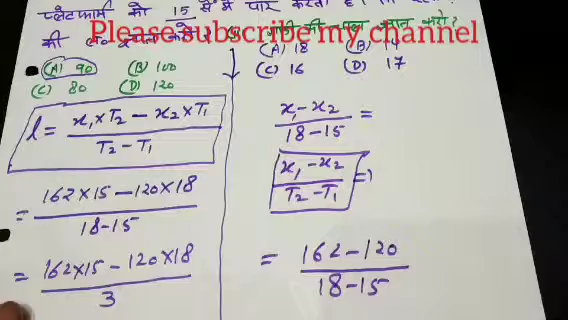 प्लेटफार्म को 15 से में पार करता है।
Please subscribe my channel
की
(A) 90 (B) 100
(C) 80 (D) 120
l = x₁×T₂ - x₂×T₁ / T₂ - T₁
= 162×15 - 120×18 / 18-15
= 162×15 - 120×18 / 3
(A) 18 (B) 14
(C) 16 (D) 17
x₁-x₂ / 18-15 =
x₁-x₂ / T₂-T₁ =)
= 162-120 / 18-15